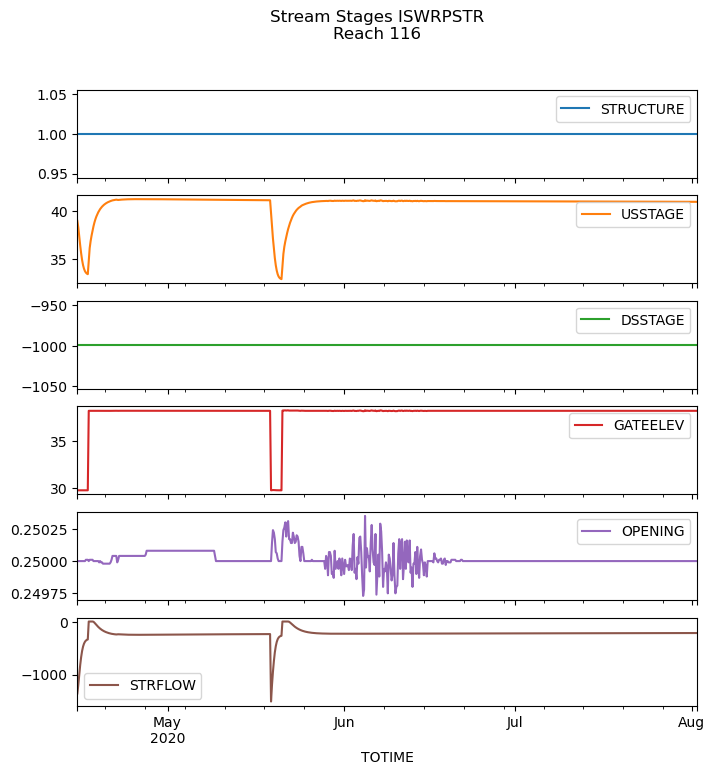 Stream Stages ISWRPSTR
Reach 116
1.05
STRUCTURE
1.00
0.95
40
USSTAGE
35
−950
DSSTAGE
−1000
−1050
GATEELEV
35
30
0.25025
OPENING
0.25000
0.24975
0
−1000
STRFLOW
May
2020
Jun
Jul
Aug
TOTIME